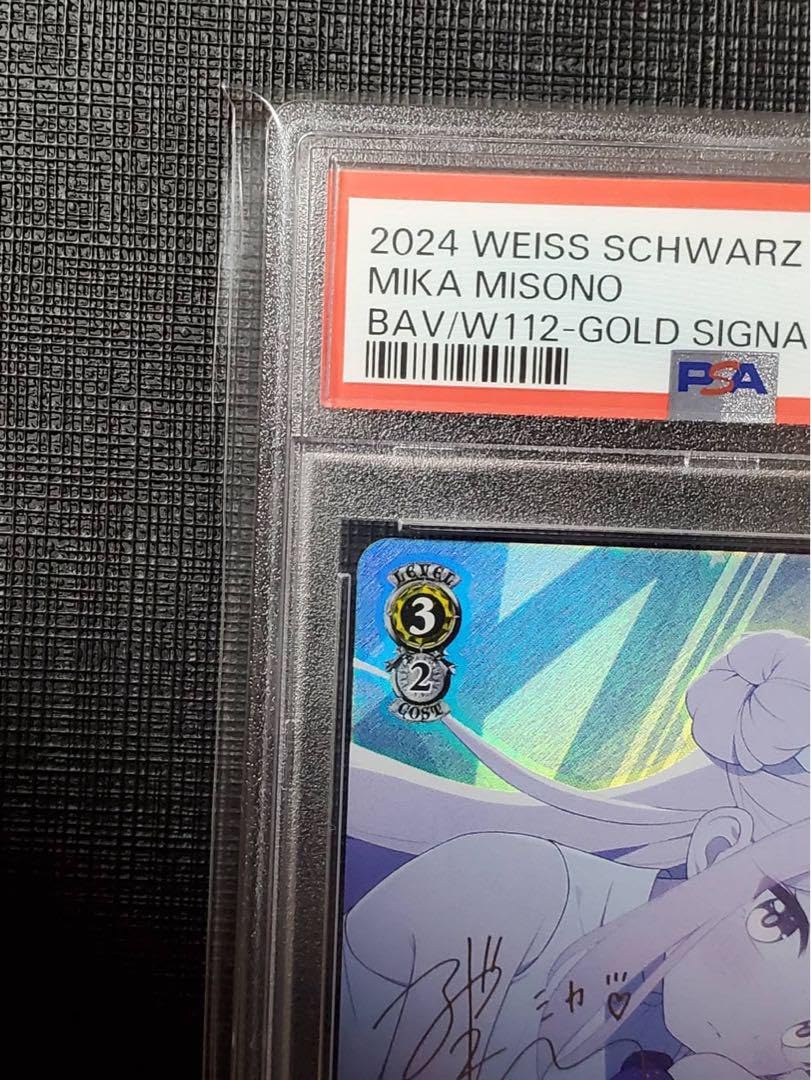 2024 WEISS SCHWARZ
MIKA MISONO
BAV/W112-GOLD SIGNA
PSA
LEVEL
3
2
COST
ミカ